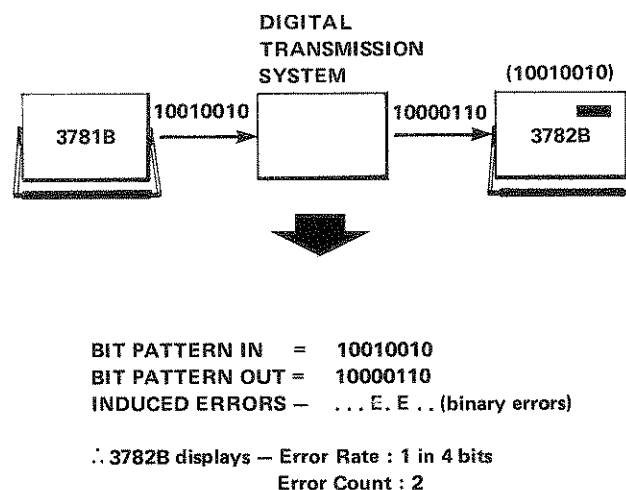 DIGITAL
TRANSMISSION
SYSTEM
(10010010)
3781B
10010010
10000110
3782B
BIT PATTERN IN = 10010010
BIT PATTERN OUT = 10000110
INDUCED ERRORS — . . . E . E . . (binary errors)
∴ 3782B displays — Error Rate : 1 in 4 bits
Error Count : 2